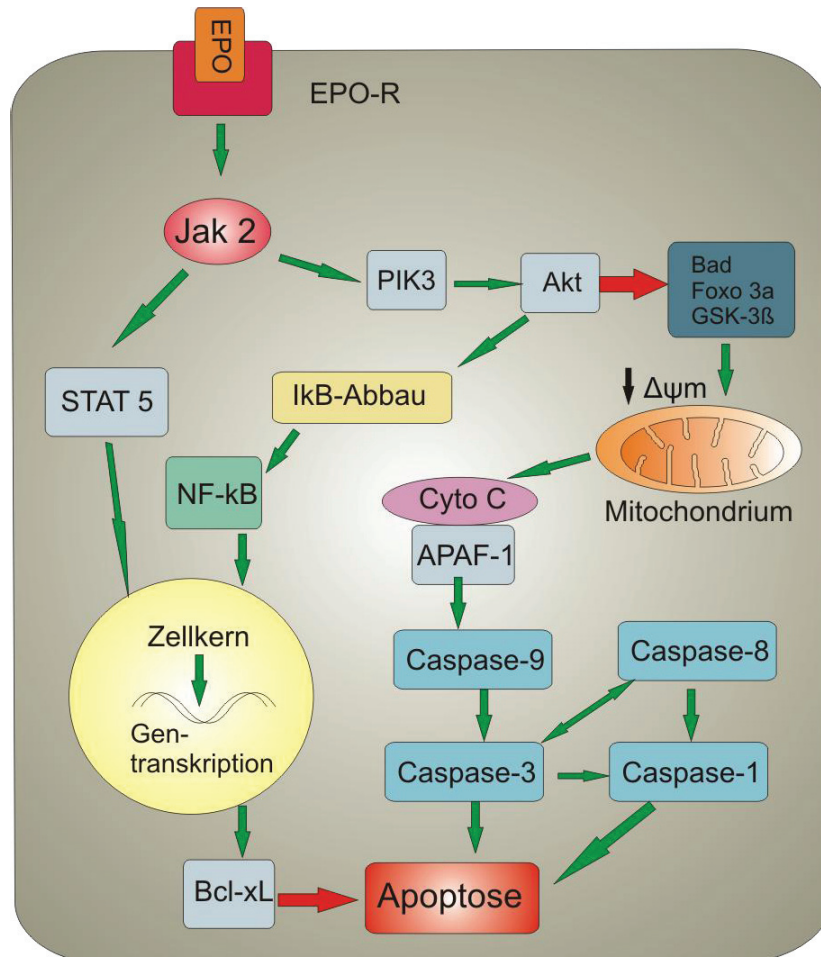 EPO
EPO-R
Jak 2
PIK3
Akt
Bad
Foxo 3a
GSK-3ß
STAT 5
IkB-Abbau
Δψm
NF-kB
Cyto C
Mitochondrium
APAF-1
Zellkern
Caspase-9
Caspase-8
Gen-
transkription
Caspase-3
Caspase-1
Bcl-xL
Apoptose